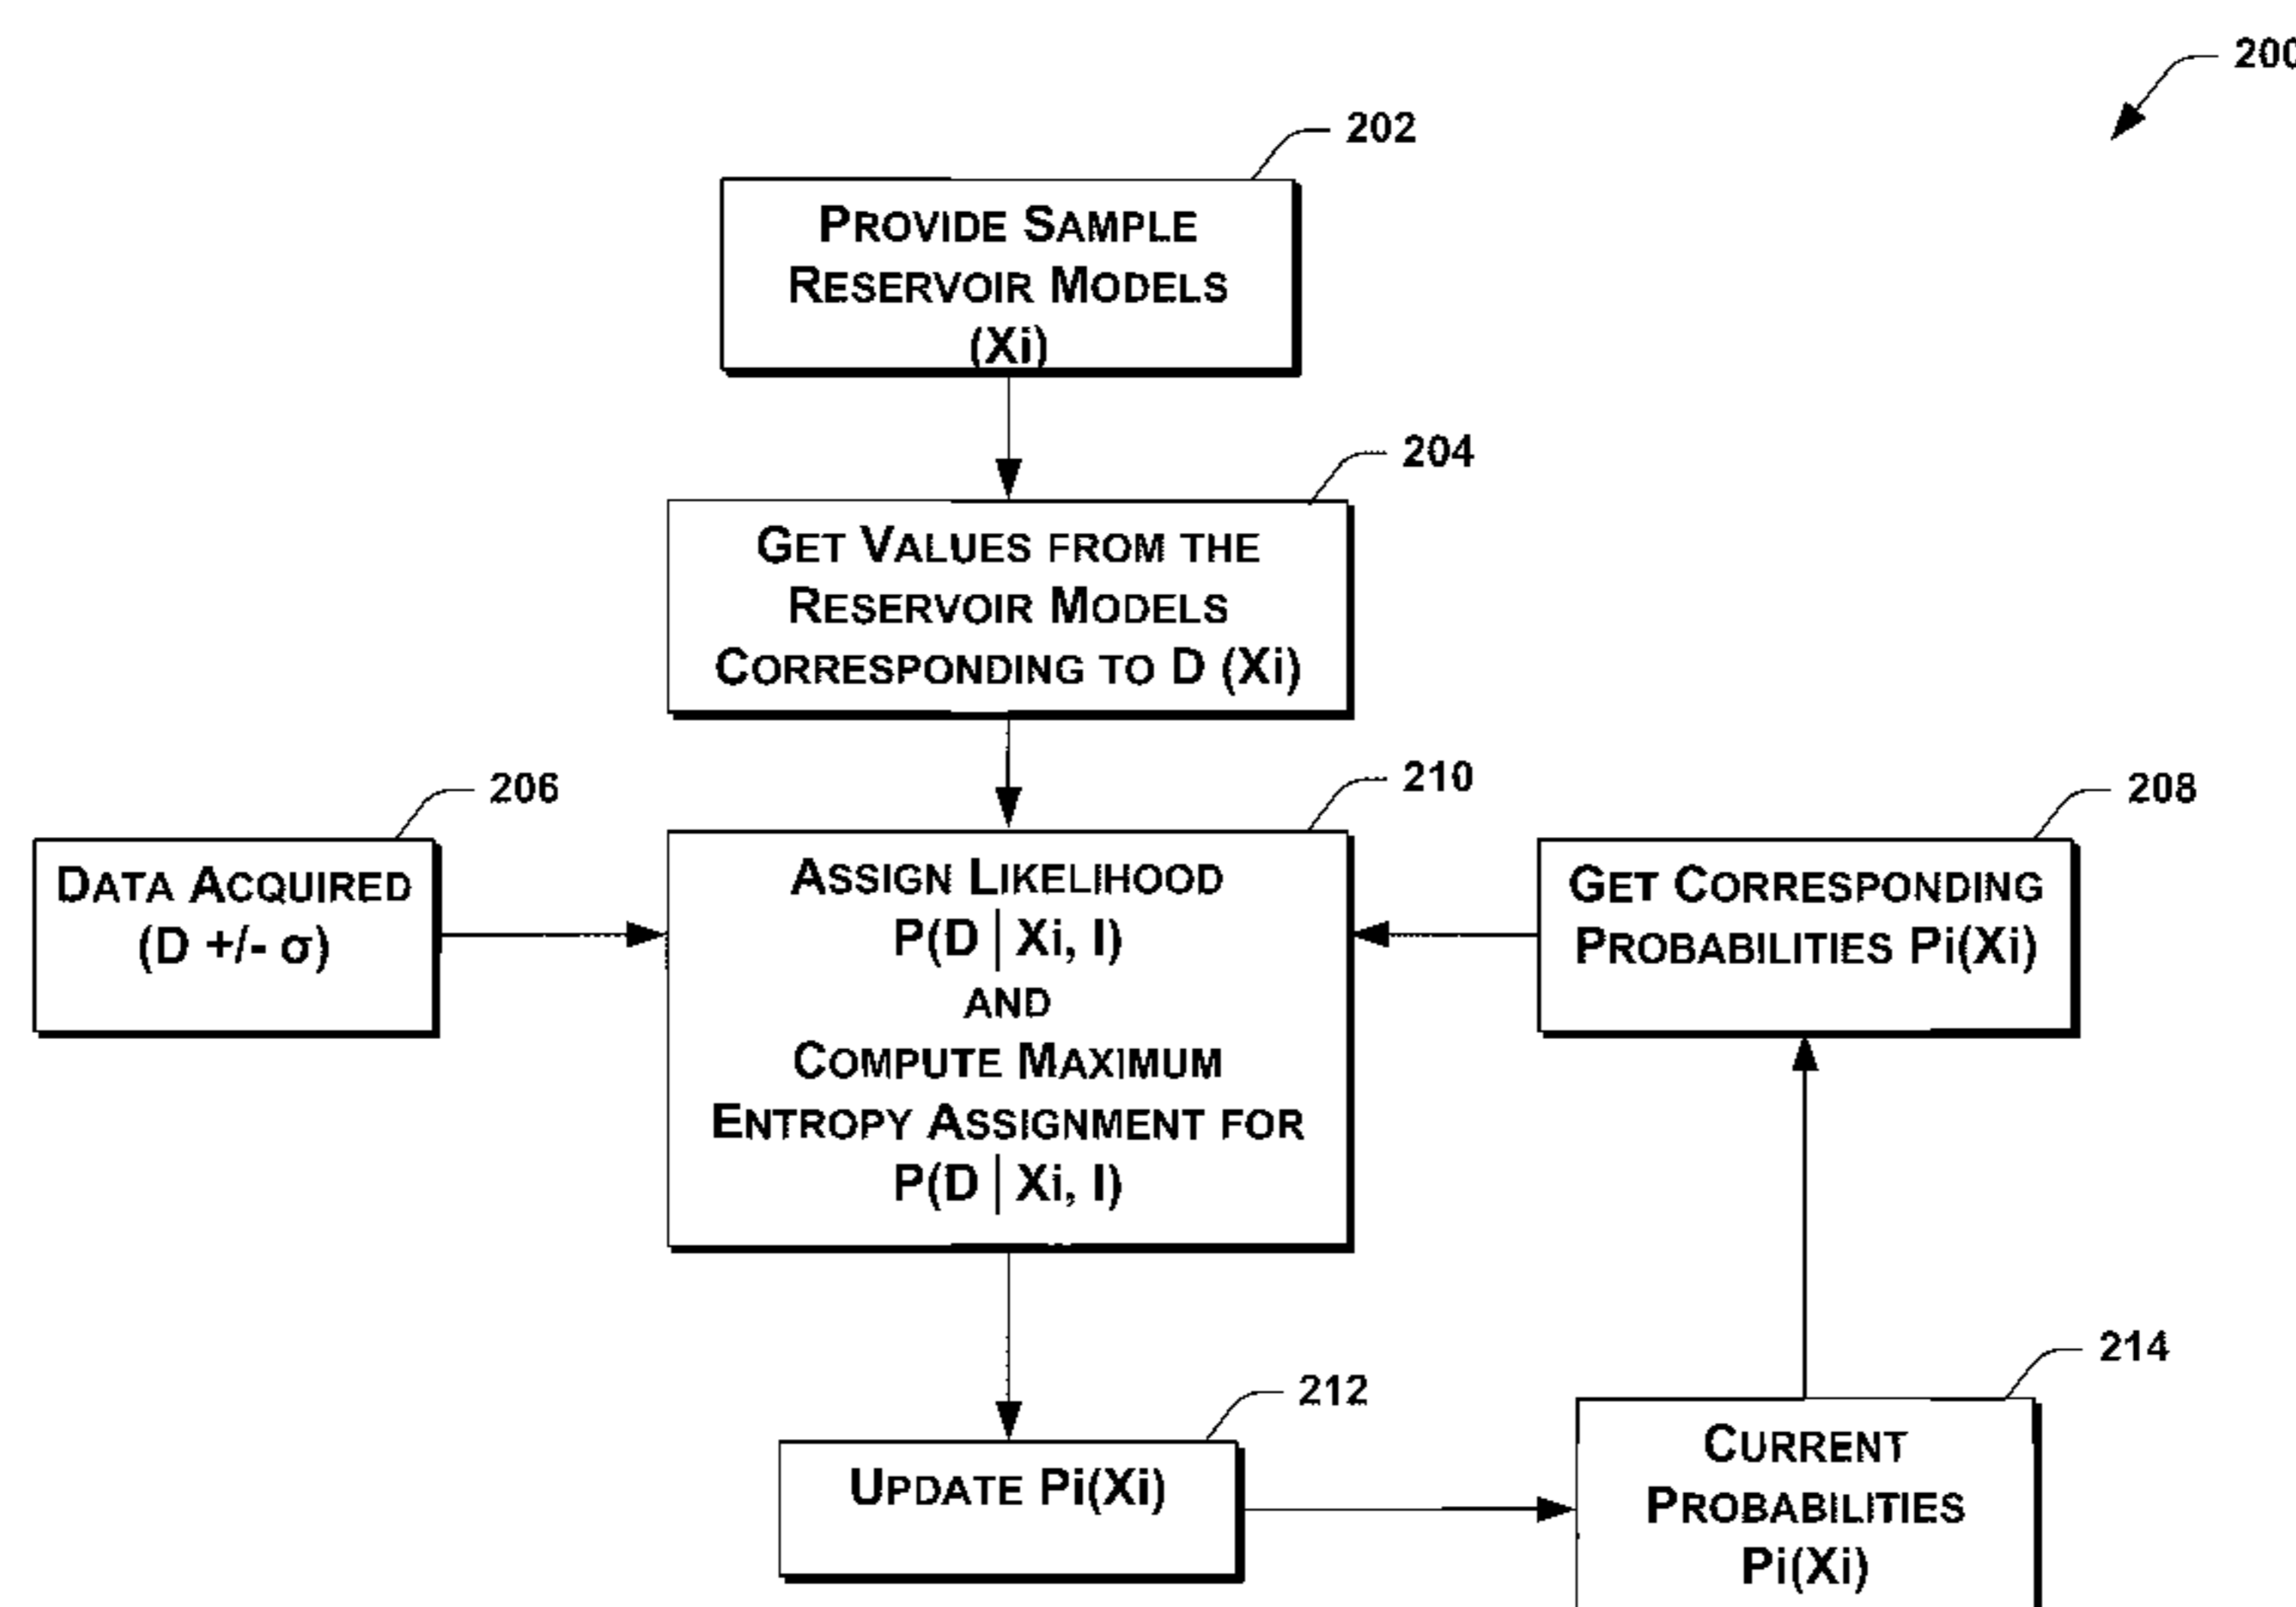 200
202
PROVIDE SAMPLE
RESERVOIR MODELS
(Xi)
204
GET VALUES FROM THE
RESERVOIR MODELS
CORRESPONDING TO D (Xi)
206
DATA ACQUIRED
(D +/- σ)
210
ASSIGN LIKELIHOOD
P(D | Xi, I)
AND
COMPUTE MAXIMUM
ENTROPY ASSIGNMENT FOR
P(D | Xi, I)
208
GET CORRESPONDING
PROBABILITIES Pi(Xi)
212
UPDATE Pi(Xi)
214
CURRENT
PROBABILITIES
Pi(Xi)